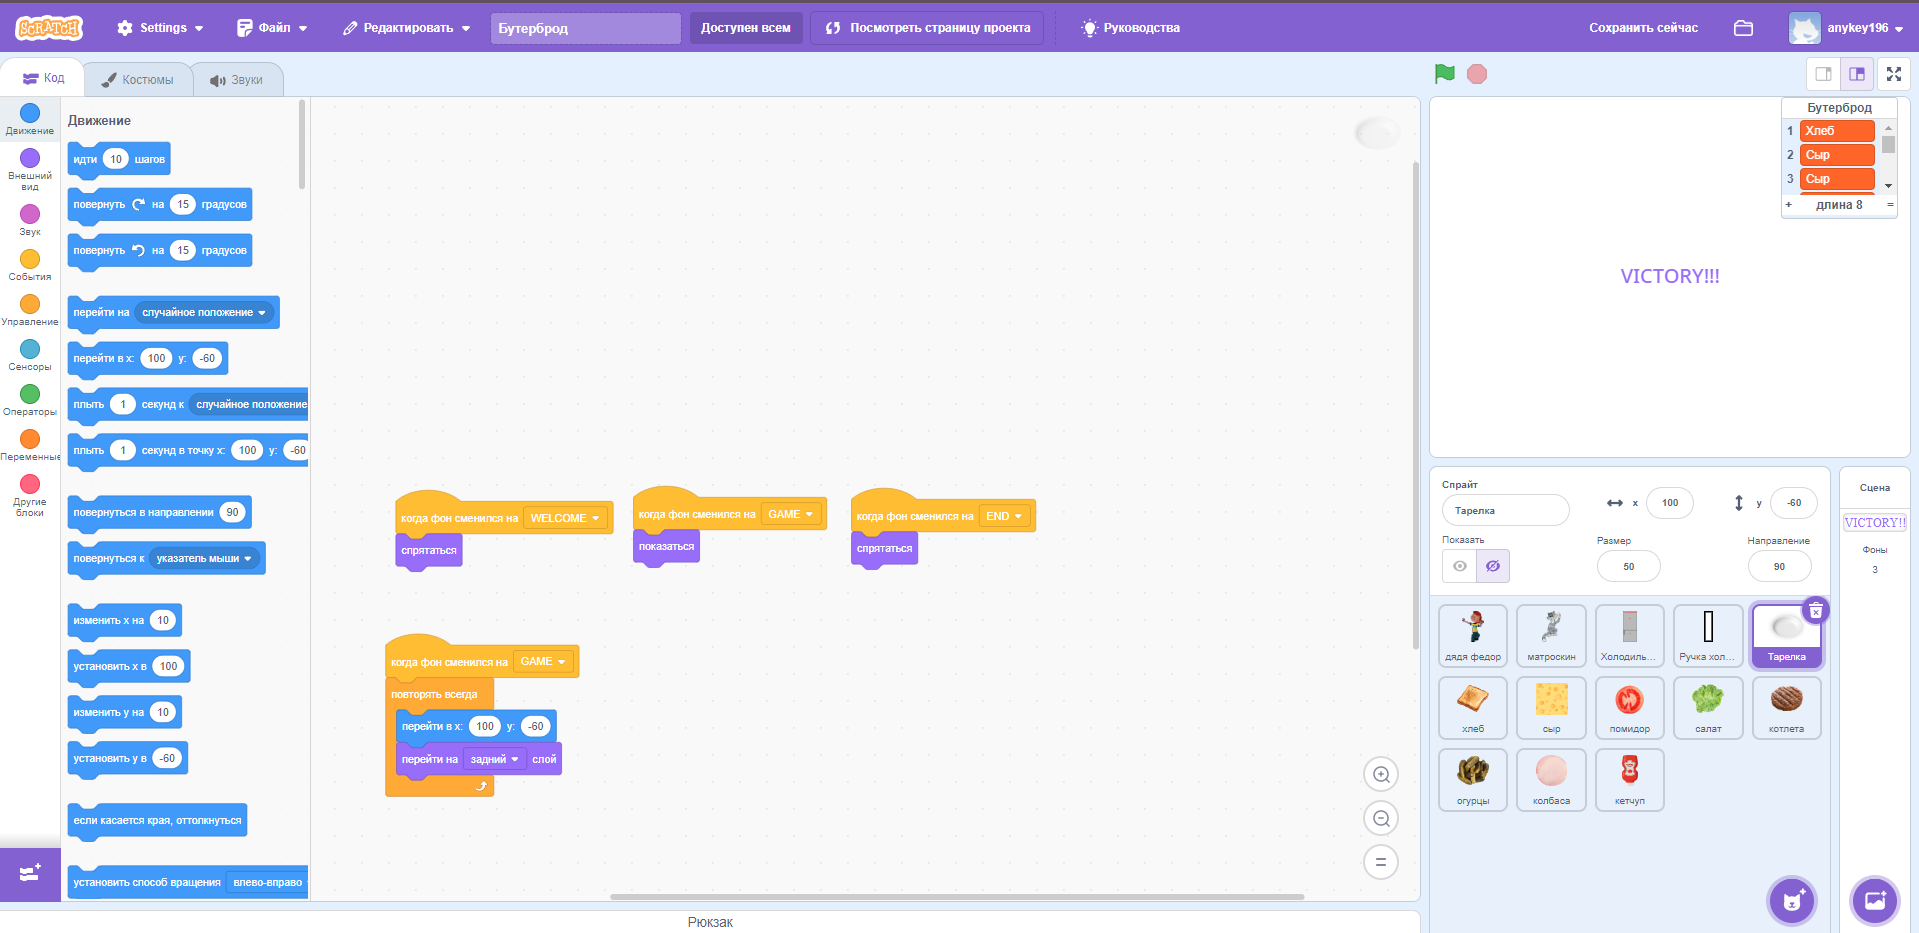 SCRATCH
Settings
Файл
Редактировать
Бутерброд
Доступен всем
Посмотреть страницу проекта
Руководства
Сохранить сейчас
anykey196
Код
Костюмы
Звуки
Движение
Внешний
вид
Звук
События
Управление
Сенсоры
Операторы
Переменные
Другие
блоки
Движение
идти 10 шагов
повернуть на 15 градусов
повернуть на 15 градусов
перейти на случайное положение
перейти в x: 100 y: -60
плыть 1 секунд к случайное положение
плыть 1 секунд в точку x: 100 y: -60
повернуться в направлении 90
повернуться к указатель мыши
изменить x на 10
установить x в 100
изменить y на 10
установить y в -60
если касается края, оттолкнуться
установить способ вращения влево-вправо
когда фон сменился на WELCOME
спрятаться
когда фон сменился на GAME
показаться
когда фон сменился на END
спрятаться
когда фон сменился на GAME
повторять всегда
перейти в x: 100 y: -60
перейти на задний слой
Рюкзак
Бутерброд
1 Хлеб
2 Сыр
3 Сыр
+ длина 8 =
VICTORY!!!
Спрайт
Тарелка
x 100
y -60
Показать
Размер
50
Направление
90
дядя федор
матроскин
Холодиль...
Ручка хол...
Тарелка
хлеб
сыр
помидор
салат
котлета
огурцы
колбаса
кетчуп
Сцена
VICTORY!!
Фоны
3